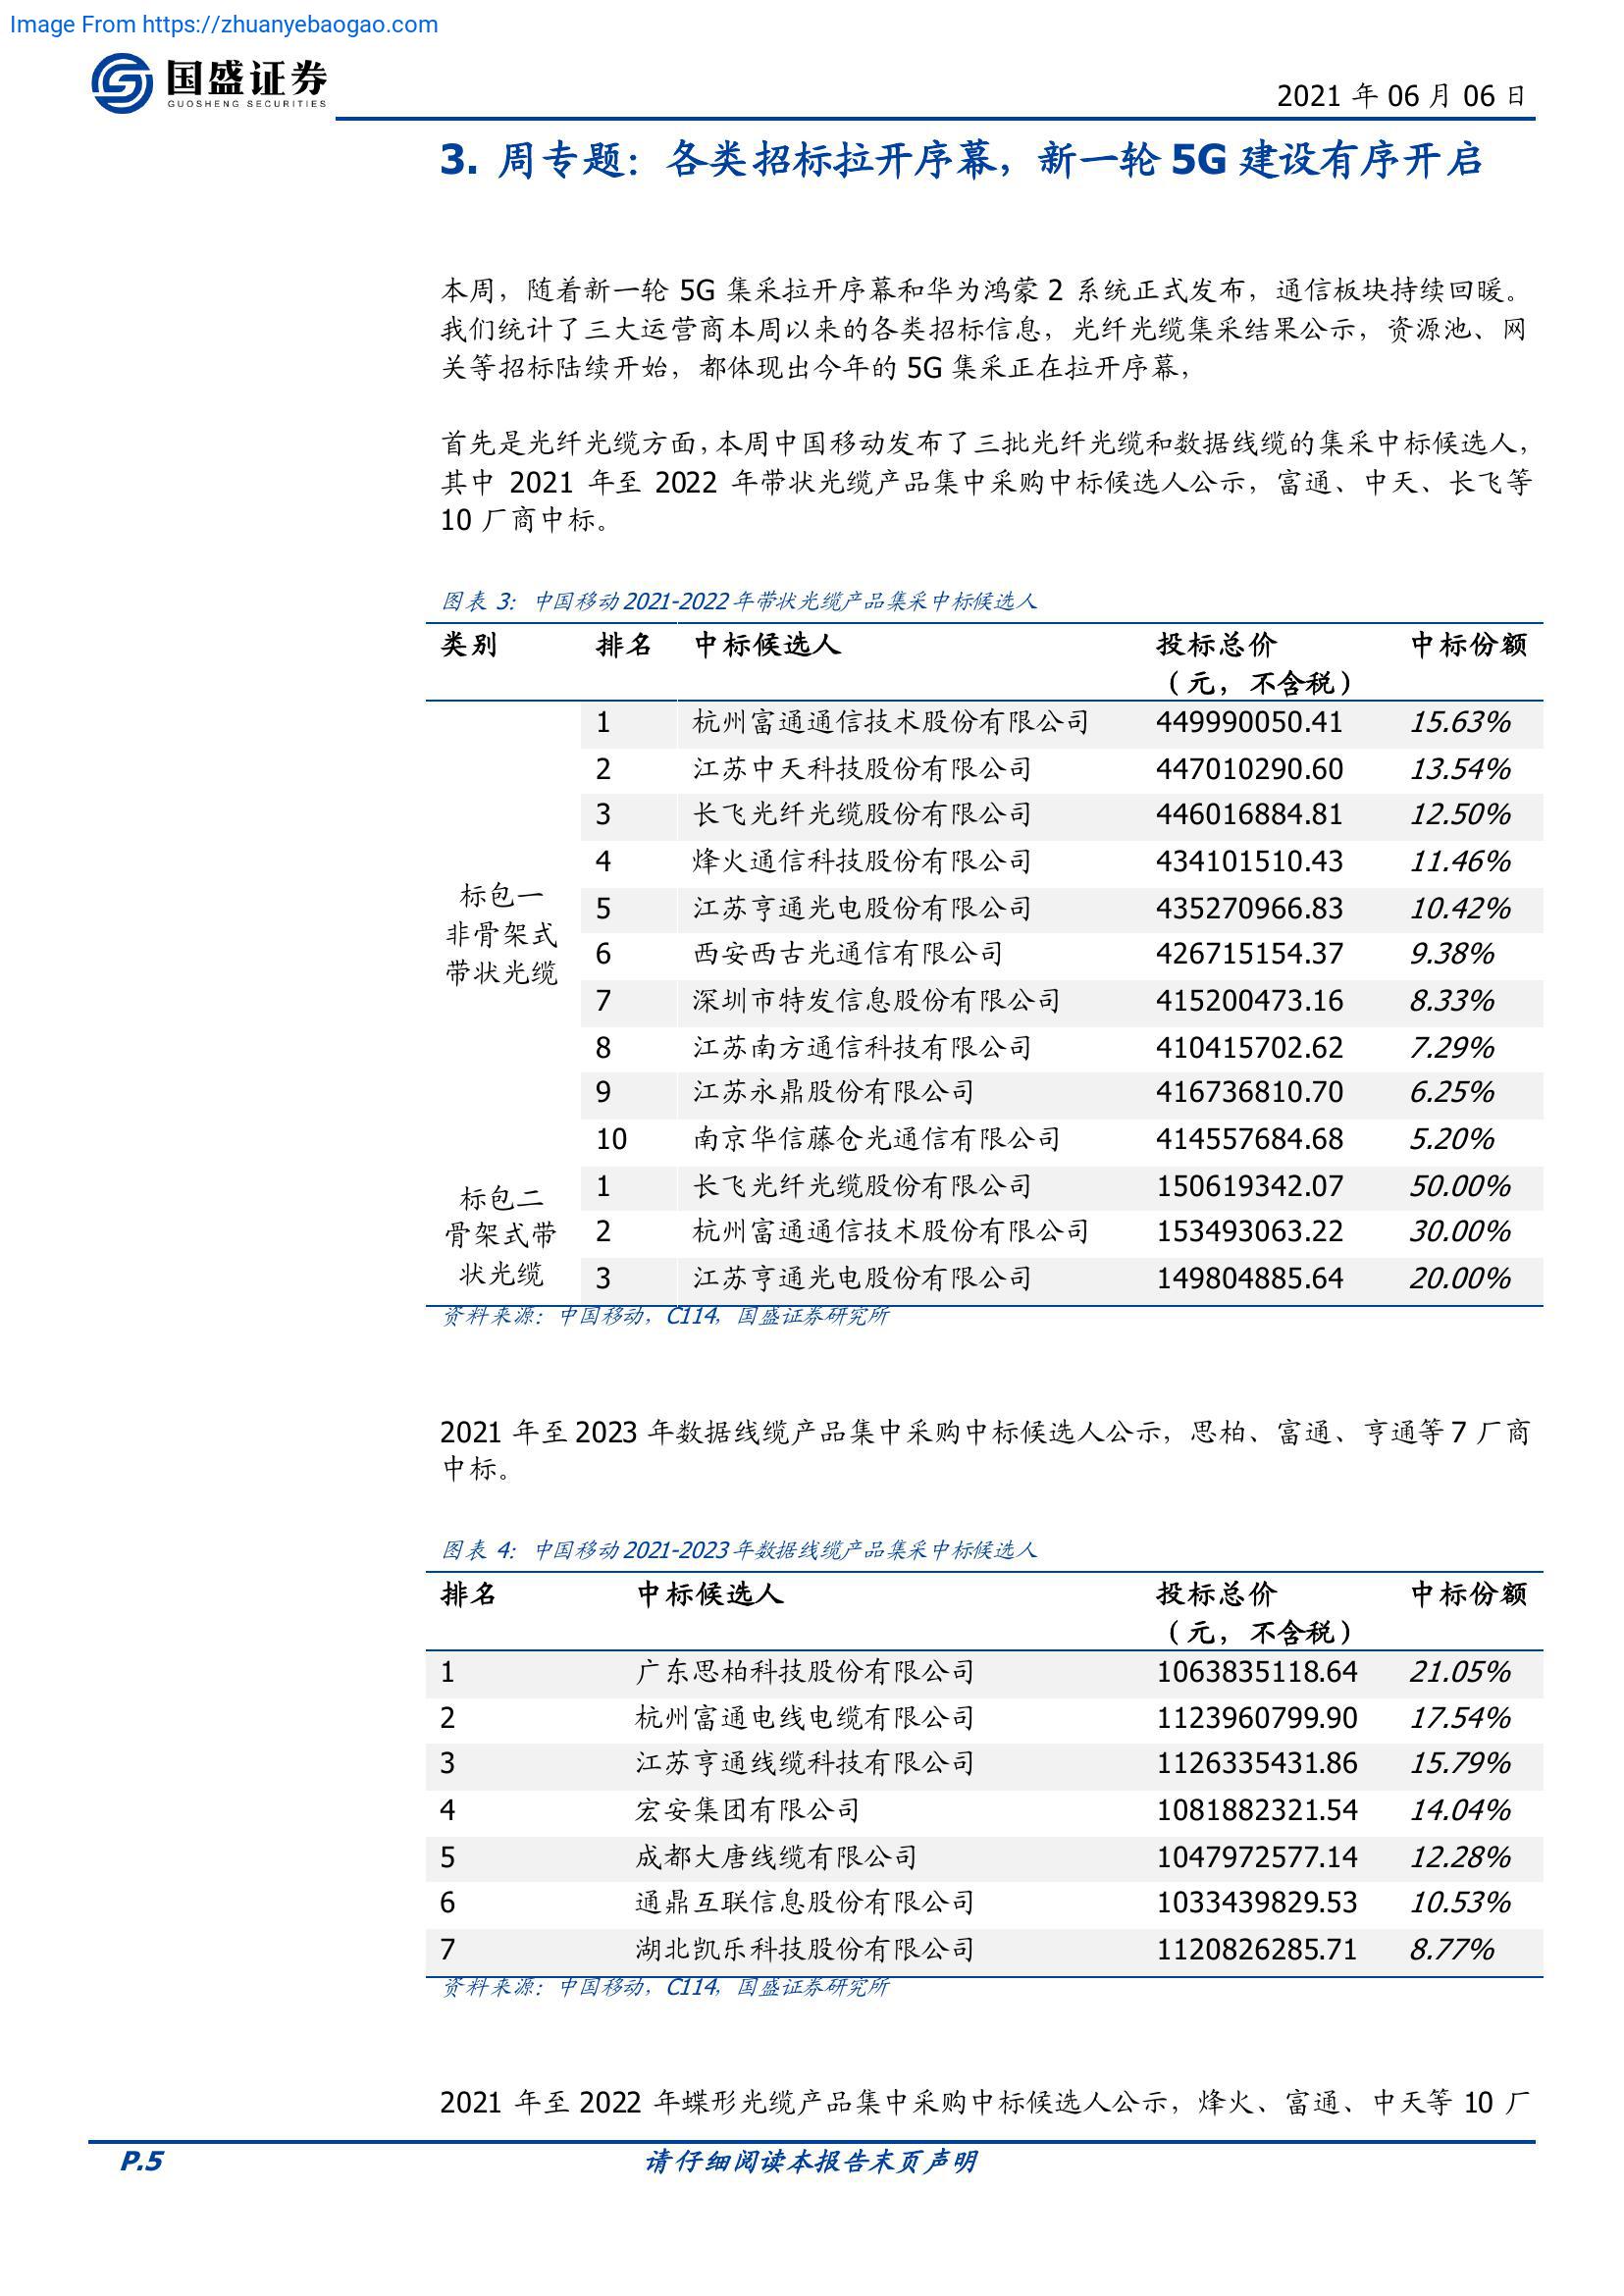 Image From https://zhuanyebaogao.com
国盛证券
GUOSHENG SECURITIES
2021 年 06 月 06 日
3. 周专题：各类招标拉开序幕，新一轮 5G 建设有序开启
本周，随着新一轮 5G 集采拉开序幕和华为鸿蒙 2 系统正式发布，通信板块持续回暖。
我们统计了三大运营商本周以来的各类招标信息，光纤光缆集采结果公示，资源池、网
关等招标陆续开始，都体现出今年的 5G 集采正在拉开序幕，
首先是光纤光缆方面，本周中国移动发布了三批光纤光缆和数据线缆的集采中标候选人，
其中 2021 年至 2022 年带状光缆产品集中采购中标候选人公示，富通、中天、长飞等
10 厂商中标。
图表 3：中国移动 2021-2022 年带状光缆产品集采中标候选人
类别 排名 中标候选人 投标总价 中标份额
（元，不含税）
1 杭州富通通信技术股份有限公司 449990050.41 15.63%
2 江苏中天科技股份有限公司 447010290.60 13.54%
3 长飞光纤光缆股份有限公司 446016884.81 12.50%
4 烽火通信科技股份有限公司 434101510.43 11.46%
标包一
非骨架式
带状光缆
5 江苏亨通光电股份有限公司 435270966.83 10.42%
6 西安西古光通信有限公司 426715154.37 9.38%
7 深圳市特发信息股份有限公司 415200473.16 8.33%
8 江苏南方通信科技有限公司 410415702.62 7.29%
9 江苏永鼎股份有限公司 416736810.70 6.25%
10 南京华信藤仓光通信有限公司 414557684.68 5.20%
标包二
骨架式带
状光缆
1 长飞光纤光缆股份有限公司 150619342.07 50.00%
2 杭州富通通信技术股份有限公司 153493063.22 30.00%
3 江苏亨通光电股份有限公司 149804885.64 20.00%
资料来源：中国移动，C114，国盛证券研究所
2021 年至 2023 年数据线缆产品集中采购中标候选人公示，思柏、富通、亨通等 7 厂商
中标。
图表 4：中国移动 2021-2023 年数据线缆产品集采中标候选人
排名 中标候选人 投标总价 中标份额
（元，不含税）
1 广东思柏科技股份有限公司 1063835118.64 21.05%
2 杭州富通电线电缆有限公司 1123960799.90 17.54%
3 江苏亨通线缆科技有限公司 1126335431.86 15.79%
4 宏安集团有限公司 1081882321.54 14.04%
5 成都大唐线缆有限公司 1047972577.14 12.28%
6 通鼎互联信息股份有限公司 1033439829.53 10.53%
7 湖北凯乐科技股份有限公司 1120826285.71 8.77%
资料来源：中国移动，C114，国盛证券研究所
2021 年至 2022 年蝶形光缆产品集中采购中标候选人公示，烽火、富通、中天等 10 厂
P.5 请仔细阅读本报告末页声明